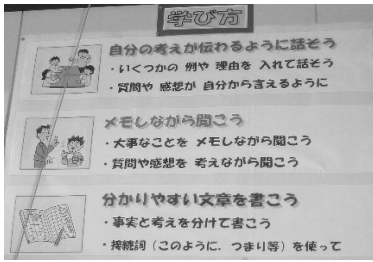 学び方
自分の考えが伝わるように話そう
・いくつかの 例や 理由を 入れて話そう
・質問や 感想が 自分から言えるように
メモしながら聞こう
・大事なことを メモしながら聞こう
・質問や感想を 考えながら聞こう
分かりやすい文章を書こう
・事実と考えを分けて書こう
・接続詞(このように、つまり等)を使って